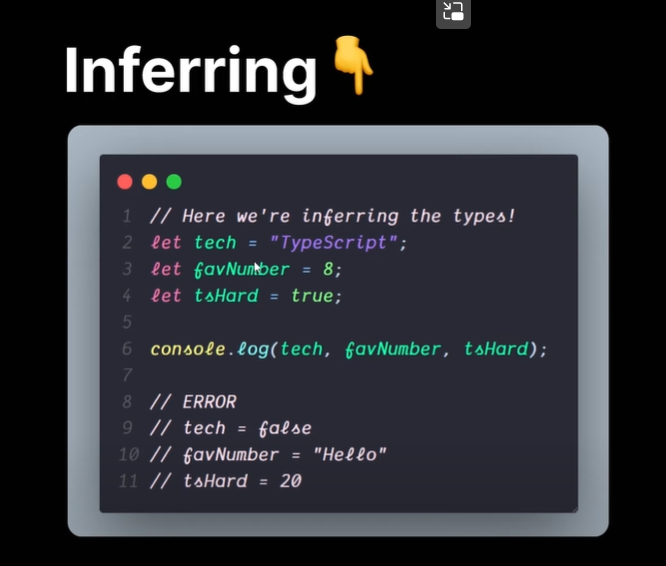 Inferring👇
1 // Here we're inferring the types!
2 let tech = "TypeScript";
3 let favNumber = 8;
4 let tsHard = true;
5
6 console.log(tech, favNumber, tsHard);
7
8 // ERROR
9 // tech = false
10 // favNumber = "Hello"
11 // tsHard = 20